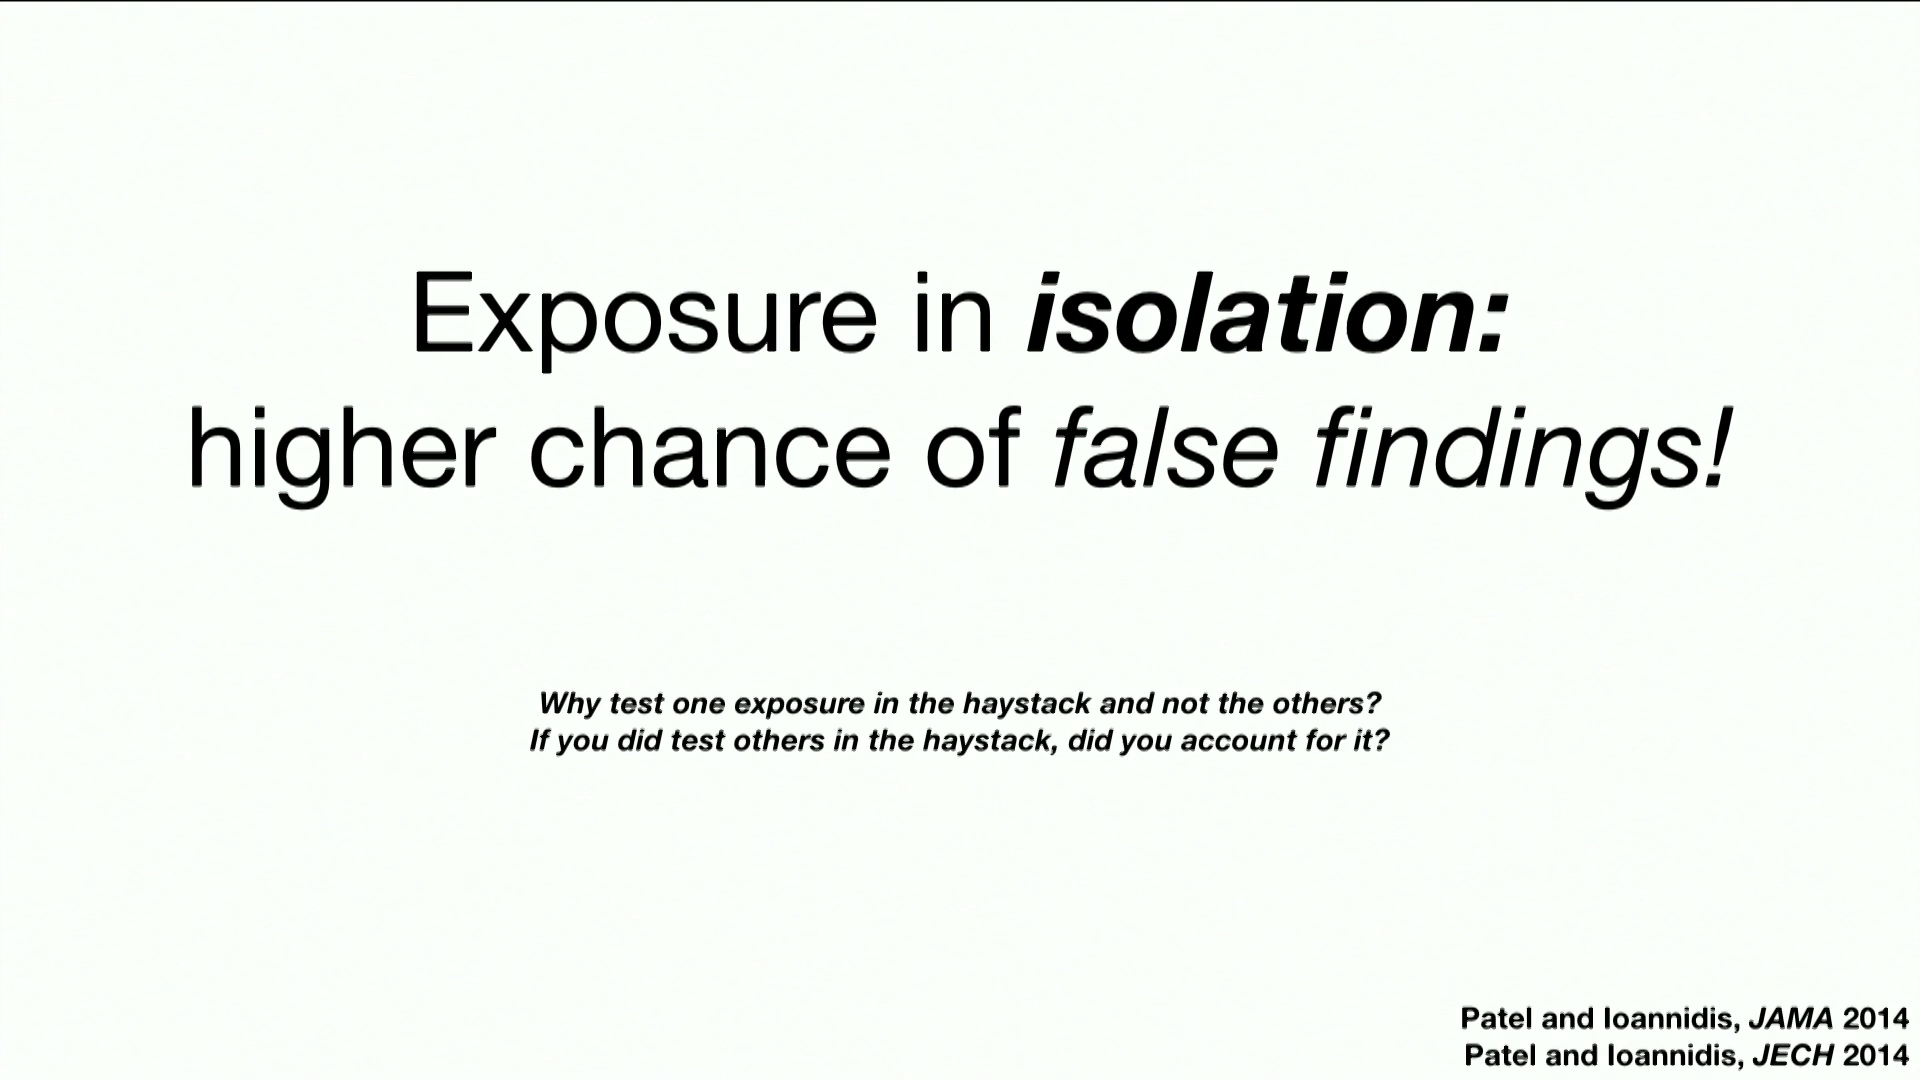 Exposure in isolation:
higher chance of false findings!
Why test one exposure in the haystack and not the others?
If you did test others in the haystack, did you account for it?
Patel and Ioannidis, JAMA 2014
Patel and Ioannidis, JECH 2014